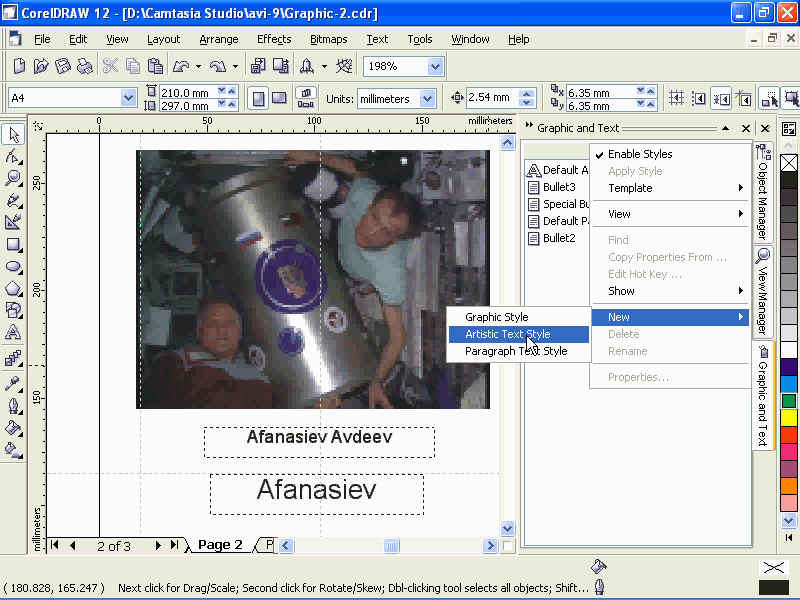 CorelDRAW 12 - [D:\Camtasia Studio\avi-9\Graphic-2.cdr]
File Edit View Layout Arrange Effects Bitmaps Text Tools Window Help
198%
A4 210.0 mm 297.0 mm Units: millimeters 2.54 mm 6.35 mm 6.35 mm
0 50 100 150 millimeters
Graphic and Text
250
200
150
millimeters
Default A
Bullet3
Special Bu
Default P
Bullet2
Enable Styles
Apply Style
Template
View
Find
Copy Properties From ...
Edit Hot Key ...
Show
New
Delete
Rename
Properties...
Graphic Style
Artistic Text Style
Paragraph Text Style
Object Manager
View Manager
Graphic and Text
Afanasiev Avdeev
Afanasiev
2 of 3 Page 2 P
( 180.828, 165.247 ) Next click for Drag/Scale; Second click for Rotate/Skew; Dbl-clicking tool selects all objects; Shift...